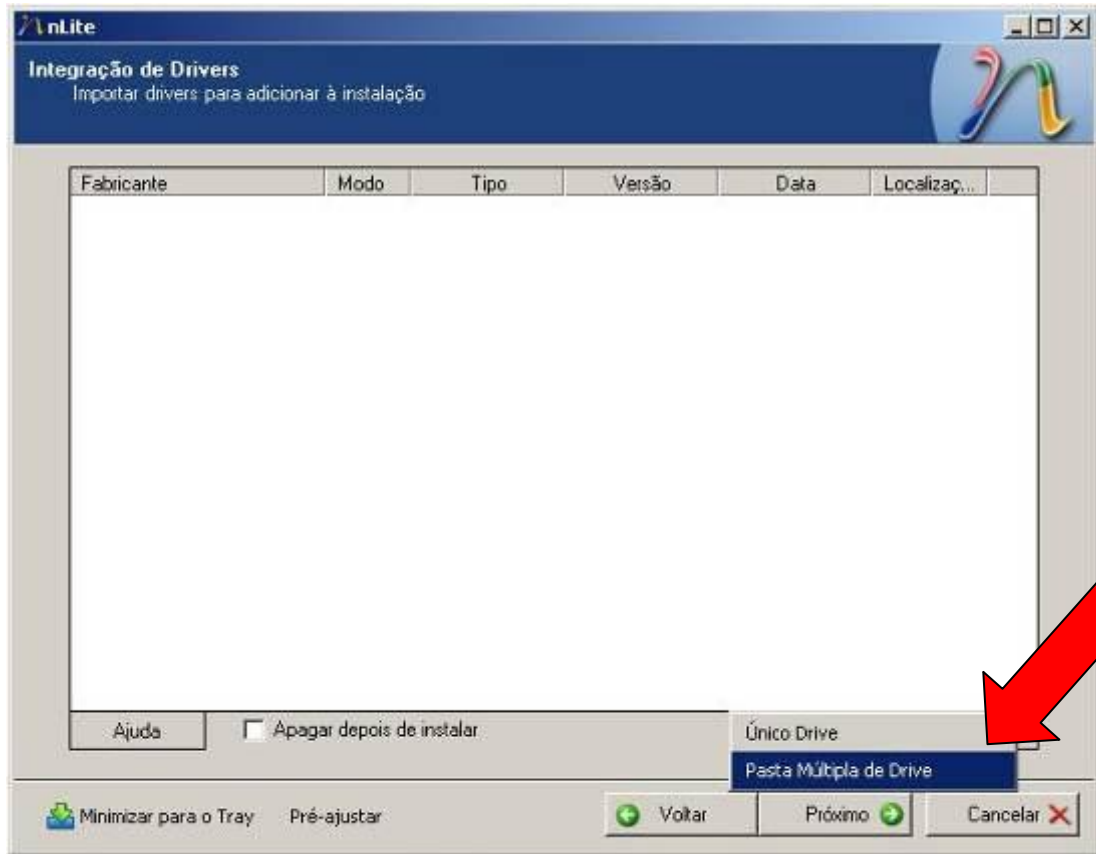 nLite
Integração de Drivers
Importar drivers para adicionar à instalação
Fabricante Modo Tipo Versão Data Localizaç...
Ajuda Apagar depois de instalar Único Drive
Pasta Múltipla de Drive
Minimizar para o Tray Pré-ajustar Voltar Próximo Cancelar